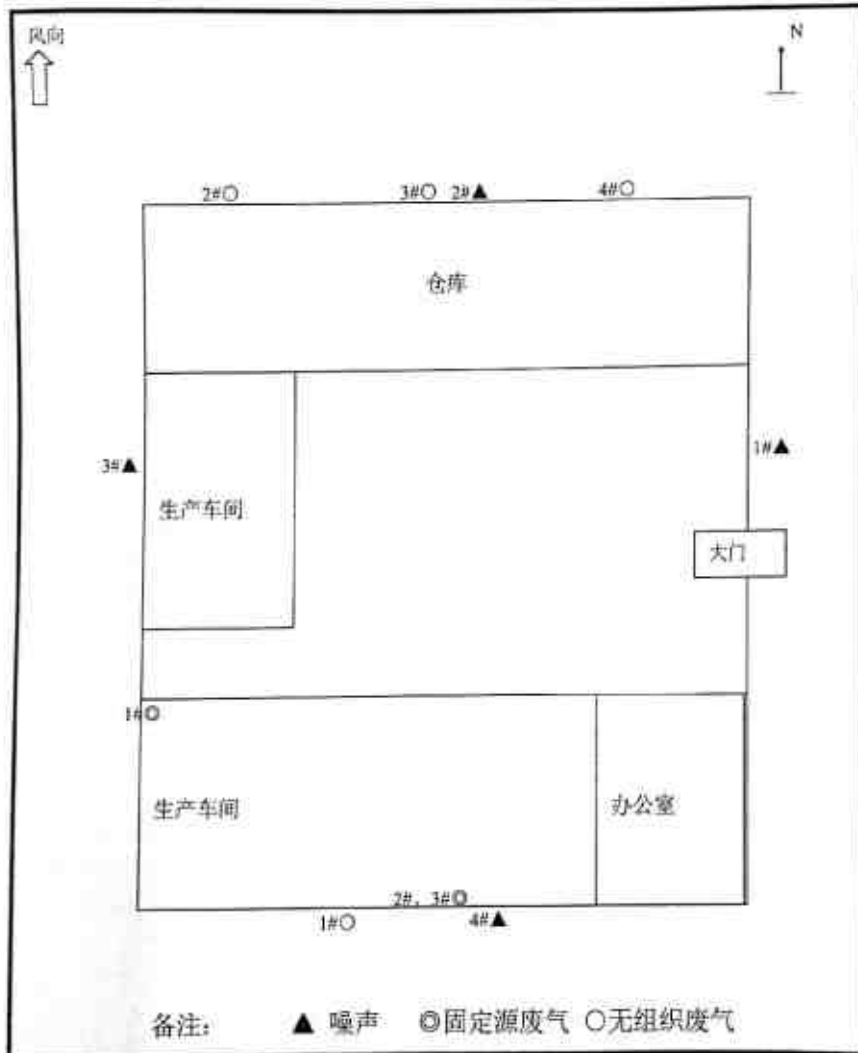 风向
N
2#○
3#○ 2#▲
4#○
仓库
3#▲
1#▲
生产车间
大门
1#◎
生产车间
办公室
2#、3#◎
1#○
4#▲
备注： ▲ 噪声 ◎固定源废气 ○无组织废气